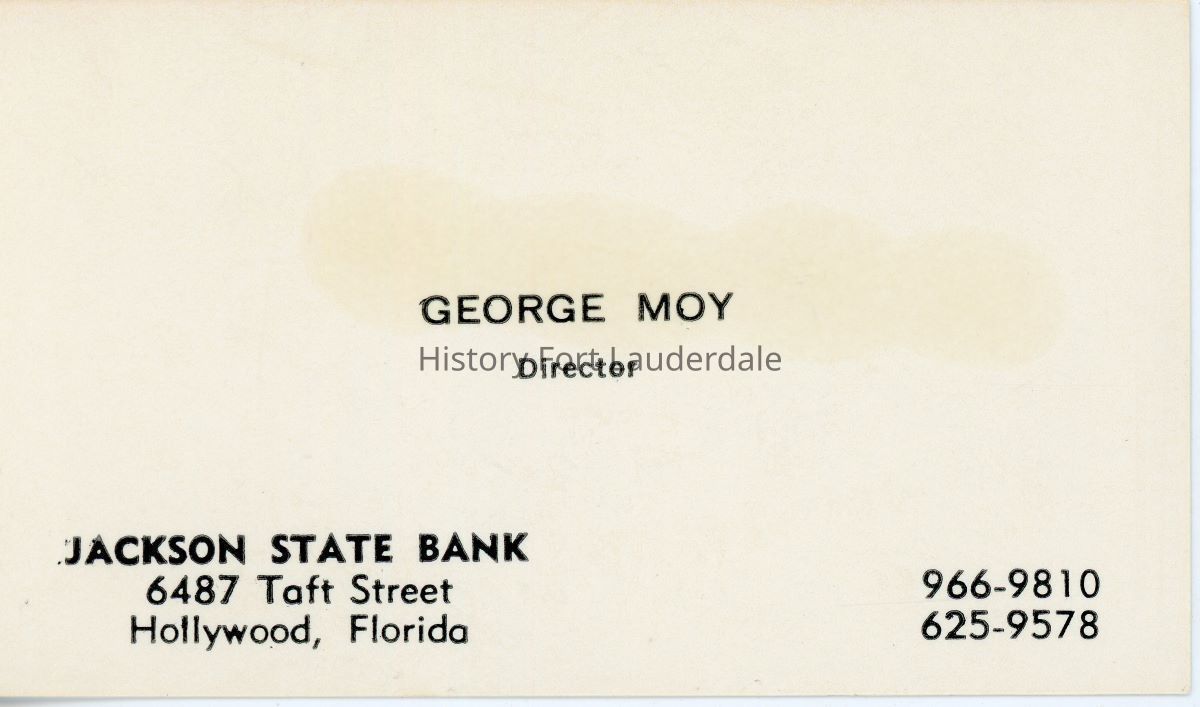 GEORGE MOY
History Fort Lauderdale
Director
JACKSON STATE BANK
6487 Taft Street
Hollywood, Florida
966-9810
625-9578